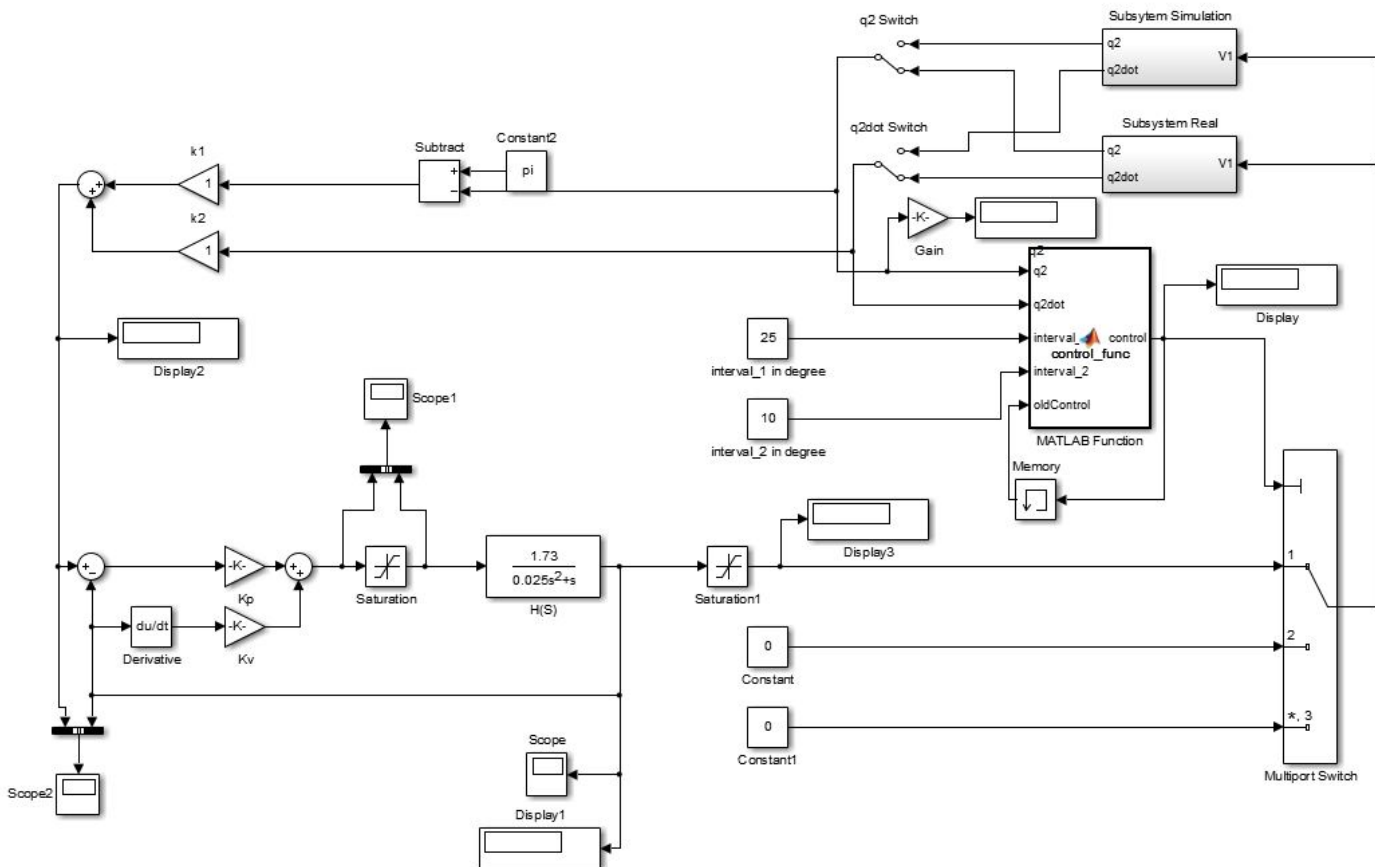 Subsytem Simulation
q2 Switch
q2
V1
q2dot
q2dot Switch
Subsystem Real
q2
V1
q2dot
Constant2
pi
Subtract
+
−
k1
1
k2
1
+
+
-K-
Gain
q2
q2
q2dot
interval_
control
control_func
interval_2
oldControl
MATLAB Function
Display
Display2
25
interval_1 in degree
10
interval_2 in degree
Memory
Scope1
Display3
+
−
-K-
Kp
+
+
Saturation
1.73
0.025s²+s
H(S)
Saturation1
1
du/dt
Derivative
-K-
Kv
0
Constant
2
0
Constant1
*, 3
Multiport Switch
Scope
Scope2
Display1